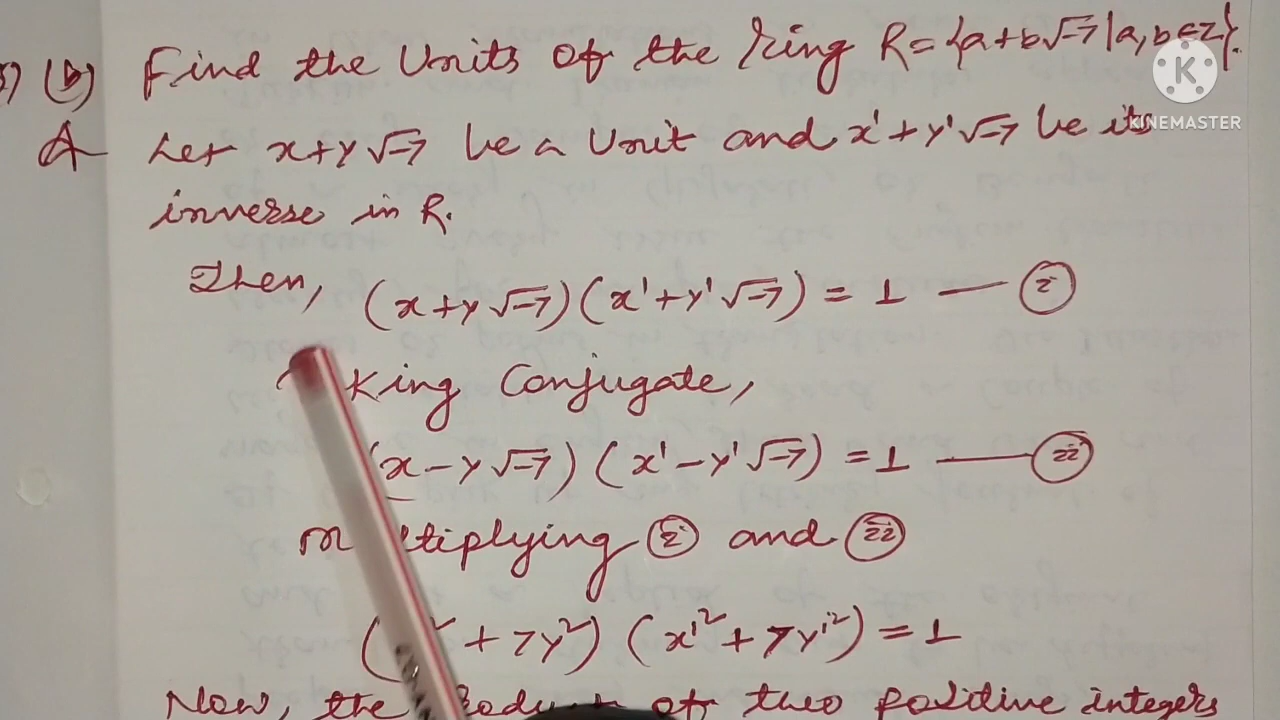 (b) Find the Units of the ring R={a+b√-7|a,b∈Z}.
KINEMASTER
A Let x+y√-7 be a Unit and x'+y'√-7 be its
inverse in R.
Then, (x+y√-7)(x'+y'√-7) = 1 — (i)
king Conjugate,
(x-y√-7)(x'-y'√-7) = 1 — (ii)
m tiplying (i) and (ii)
( ² + 7y²) (x'² + 7y'²) = 1
Now, the of two positive integers